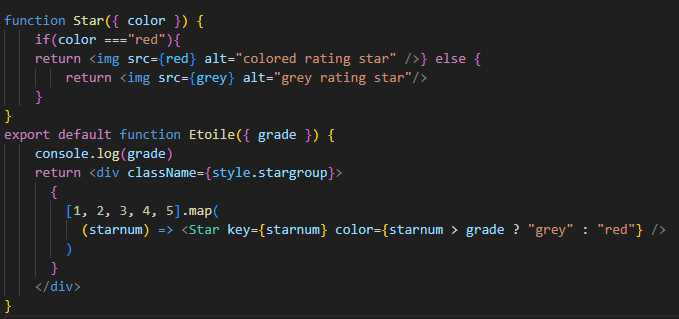 function Star({ color }) {
    if(color ==="red"){
    return <img src={red} alt="colored rating star" />} else {
        return <img src={grey} alt="grey rating star"/>
    }
}
export default function Etoile({ grade }) {
    console.log(grade)
    return <div className={style.stargroup}>
      {
        [1, 2, 3, 4, 5].map(
          (starnum) => <Star key={starnum} color={starnum > grade ? "grey" : "red"} />
        )
      }
    </div>
}